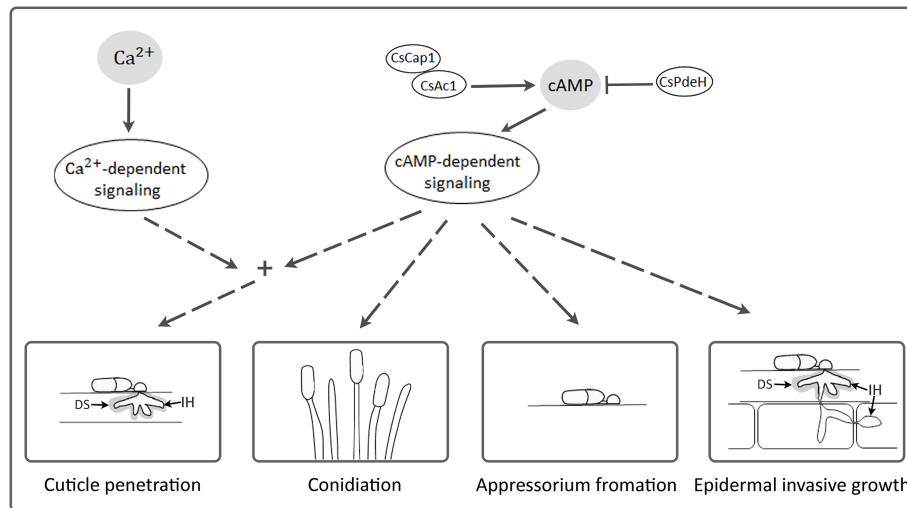 Ca²⁺
CsCap1
CsAc1
cAMP
CsPdeH
Ca²⁺-dependent
signaling
cAMP-dependent
signaling
+
DS
IH
DS
IH
Cuticle penetration
Conidiation
Appressorium fromation
Epidermal invasive growth